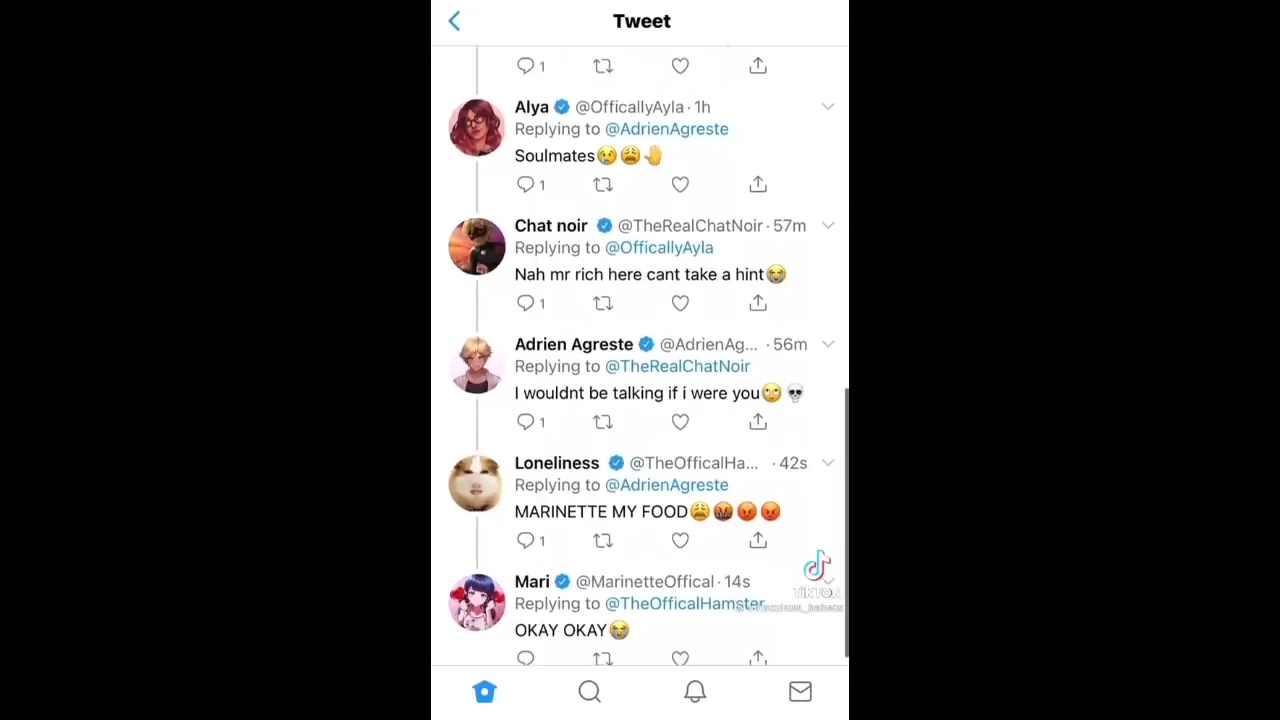 Tweet
1
Alya @OfficallyAyla · 1h
Replying to @AdrienAgreste
Soulmates😢😩🤚
1
Chat noir @TheRealChatNoir · 57m
Replying to @OfficallyAyla
Nah mr rich here cant take a hint😭
1
Adrien Agreste @AdrienAg... · 56m
Replying to @TheRealChatNoir
I wouldnt be talking if i were you🙄💀
1
Loneliness @TheOfficalHa... · 42s
Replying to @AdrienAgreste
MARINETTE MY FOOD😩🤬😡😡
1
Mari @MarinetteOffical · 14s
Replying to @TheOfficalHamster
OKAY OKAY😭
TikTok